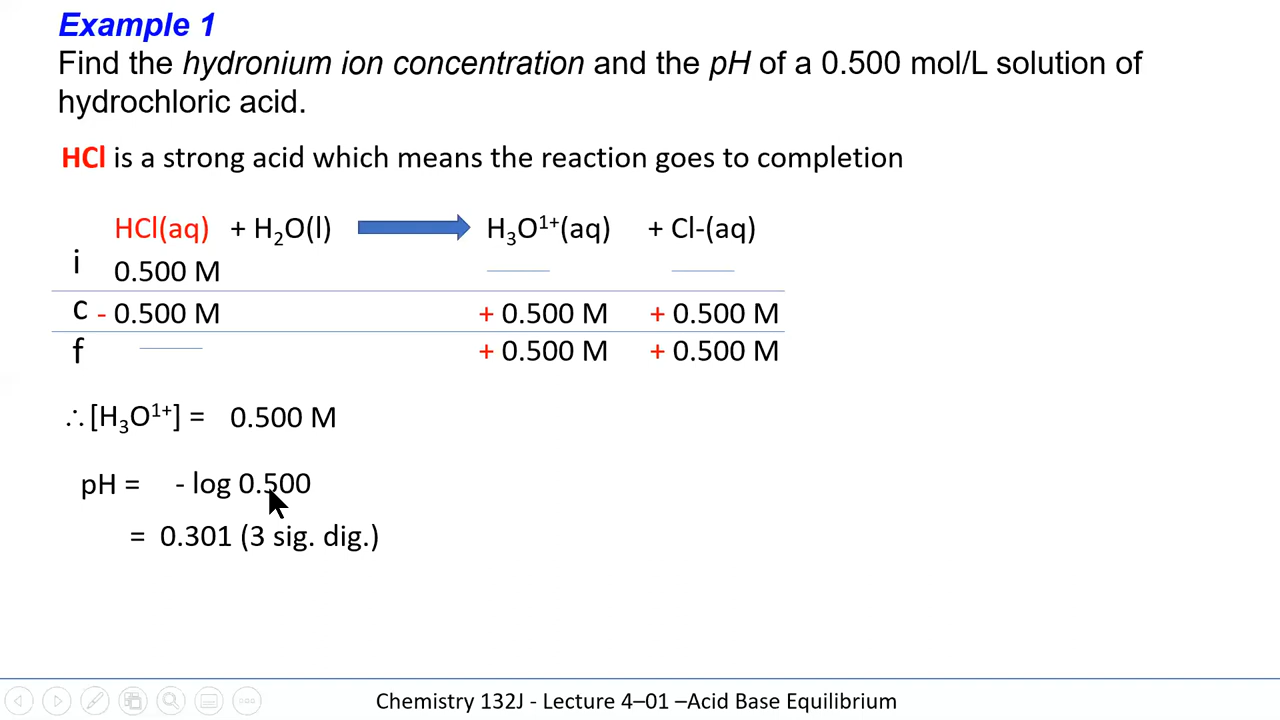 Example 1
Find the hydronium ion concentration and the pH of a 0.500 mol/L solution of
hydrochloric acid.
HCl is a strong acid which means the reaction goes to completion
HCl(aq) + H₂O(l) H₃O¹⁺(aq) + Cl-(aq)
i 0.500 M
c - 0.500 M + 0.500 M + 0.500 M
f + 0.500 M + 0.500 M
∴ [H₃O¹⁺] = 0.500 M
pH = - log 0.500
= 0.301 (3 sig. dig.)
Chemistry 132J - Lecture 4–01 –Acid Base Equilibrium